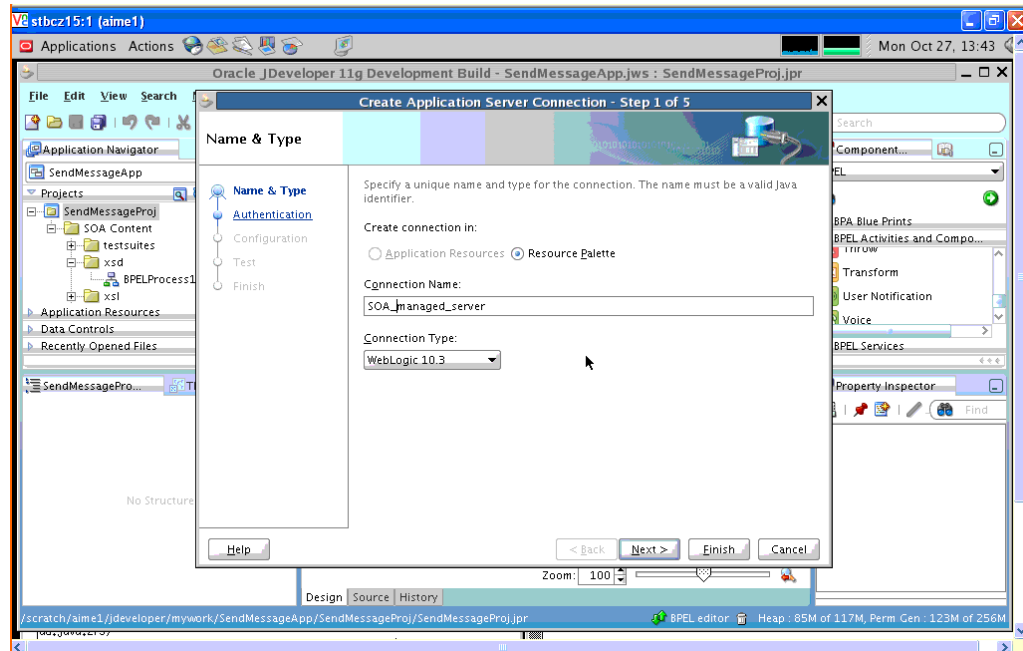 stbcz15:1 (aime1)
Applications Actions Mon Oct 27, 13:43
Oracle JDeveloper 11g Development Build - SendMessageApp.jws : SendMessageProj.jpr
File Edit View Search
Search
Application Navigator
SendMessageApp
Projects
SendMessageProj
SOA Content
testsuites
xsd
BPELProcess1
xsl
Application Resources
Data Controls
Recently Opened Files
SendMessagePro...
No Structure
Create Application Server Connection - Step 1 of 5
Name & Type
Name & Type
Authentication
Configuration
Test
Finish
Specify a unique name and type for the connection. The name must be a valid Java
identifier.
Create connection in:
Application Resources Resource Palette
Connection Name:
SOA_managed_server
Connection Type:
WebLogic 10.3
Help < Back Next > Finish Cancel
Component...
BPA Blue Prints
BPEL Activities and Compo...
Throw
Transform
User Notification
Voice
BPEL Services
Property Inspector
Find
Zoom: 100
Design Source History
/scratch/aime1/jdeveloper/mywork/SendMessageApp/SendMessageProj/SendMessageProj.jpr BPEL editor Heap : 85M of 117M, Perm Gen : 123M of 256M